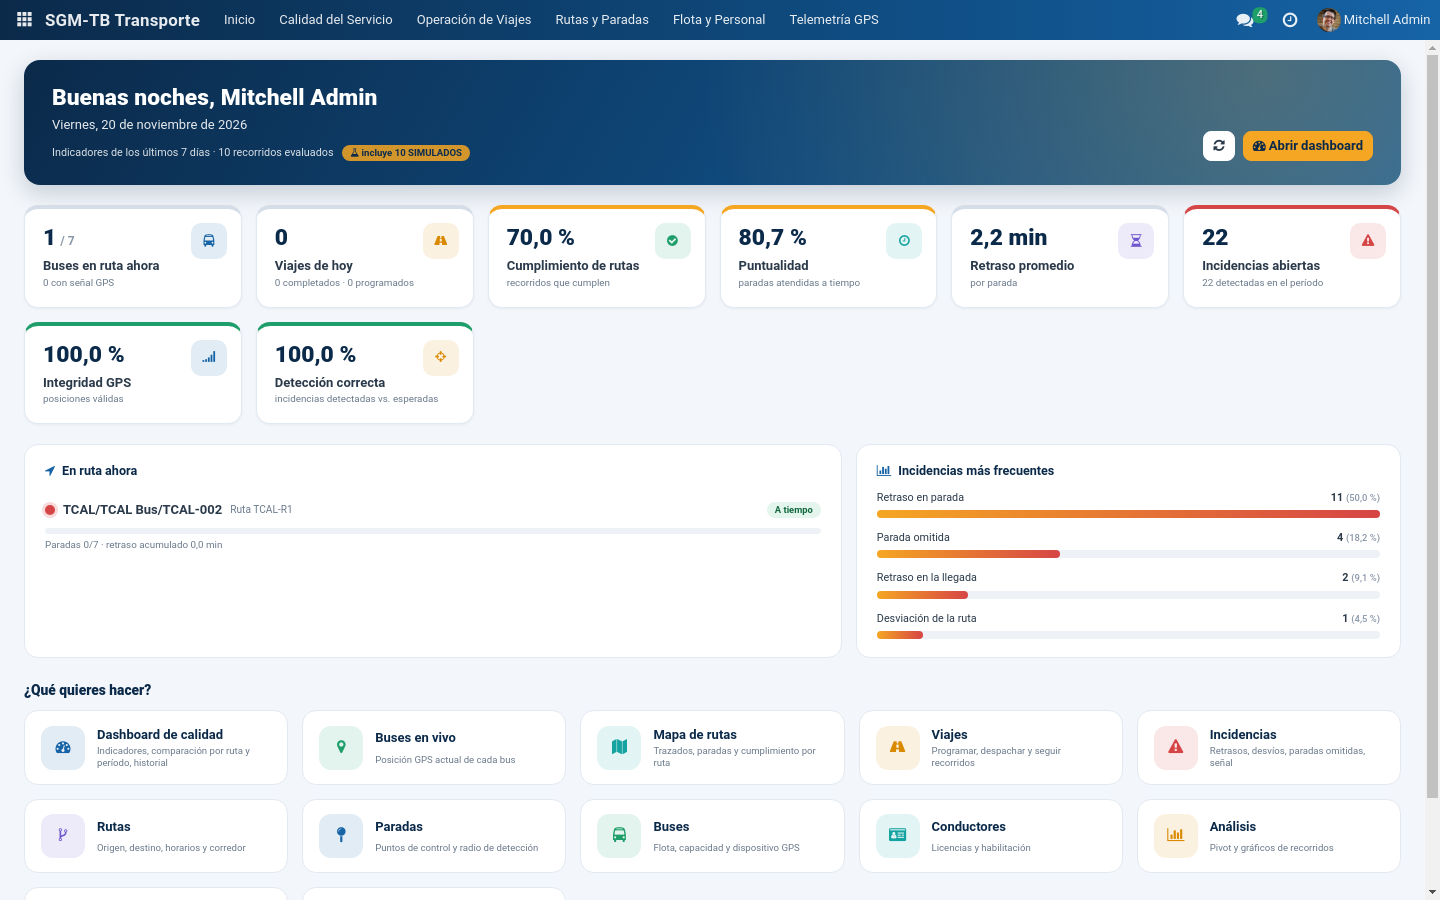 SGM-TB Transporte
Inicio
Calidad del Servicio
Operación de Viajes
Rutas y Paradas
Flota y Personal
Telemetría GPS
4
Mitchell Admin
Buenas noches, Mitchell Admin
Viernes, 20 de noviembre de 2026
Indicadores de los últimos 7 días · 10 recorridos evaluados
incluye 10 SIMULADOS
Abrir dashboard
1 / 7
Buses en ruta ahora
0 con señal GPS
0
Viajes de hoy
0 completados · 0 programados
70,0 %
Cumplimiento de rutas
recorridos que cumplen
80,7 %
Puntualidad
paradas atendidas a tiempo
2,2 min
Retraso promedio
por parada
22
Incidencias abiertas
22 detectadas en el período
100,0 %
Integridad GPS
posiciones válidas
100,0 %
Detección correcta
incidencias detectadas vs. esperadas
En ruta ahora
TCAL/TCAL Bus/TCAL-002 Ruta TCAL-R1
A tiempo
Paradas 0/7 · retraso acumulado 0,0 min
Incidencias más frecuentes
Retraso en parada 11 (50,0 %)
Parada omitida 4 (18,2 %)
Retraso en la llegada 2 (9,1 %)
Desviación de la ruta 1 (4,5 %)
¿Qué quieres hacer?
Dashboard de calidad
Indicadores, comparación por ruta y
período, historial
Buses en vivo
Posición GPS actual de cada bus
Mapa de rutas
Trazados, paradas y cumplimiento por
ruta
Viajes
Programar, despachar y seguir
recorridos
Incidencias
Retrasos, desvíos, paradas omitidas,
señal
Rutas
Origen, destino, horarios y corredor
Paradas
Puntos de control y radio de detección
Buses
Flota, capacidad y dispositivo GPS
Conductores
Licencias y habilitación
Análisis
Pivot y gráficos de recorridos